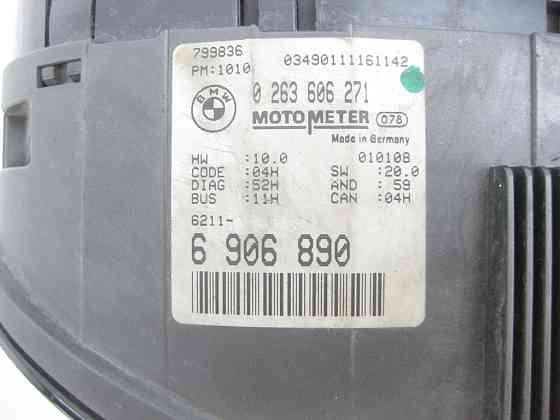 799836 03490111161142
PM:1010
BMW 0 263 606 271
MOTOMETER 078
Made in Germany
HW :10.0 010108
CODE :04H SW :20.0
DIAG :52H AND : 59
BUS :11H CAN :04H
6211-
6 906 890